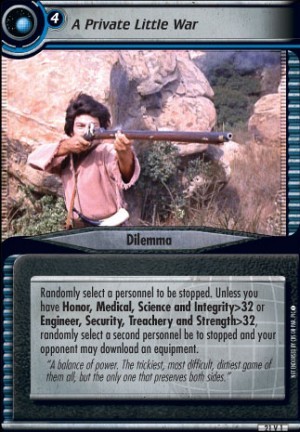 4 A Private Little War
Dilemma
Randomly select a personnel to be stopped. Unless you
have Honor, Medical, Science and Integrity>32 or
Engineer, Security, Treachery and Strength>32,
randomly select a second personnel be to stopped and your
opponent may download an equipment.
"A balance of power. The trickiest, most difficult, dirtiest game of
them all, but the only one that preserves both sides."
51 V 1